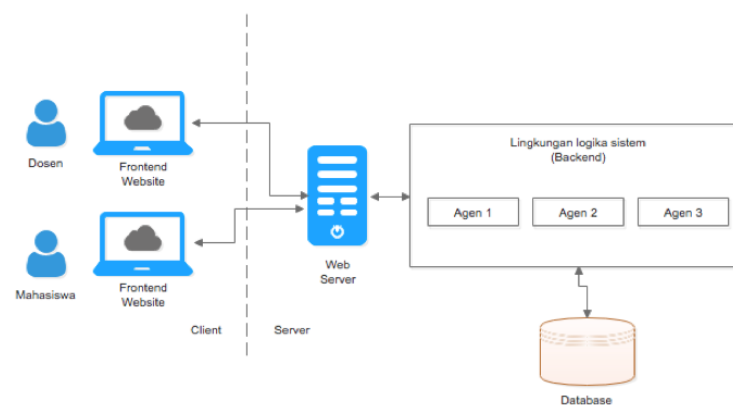 Dosen
Frontend
Website
Mahasiswa
Frontend
Website
Client
Server
Web
Server
Lingkungan logika sistem
(Backend)
Agen 1
Agen 2
Agen 3
Database